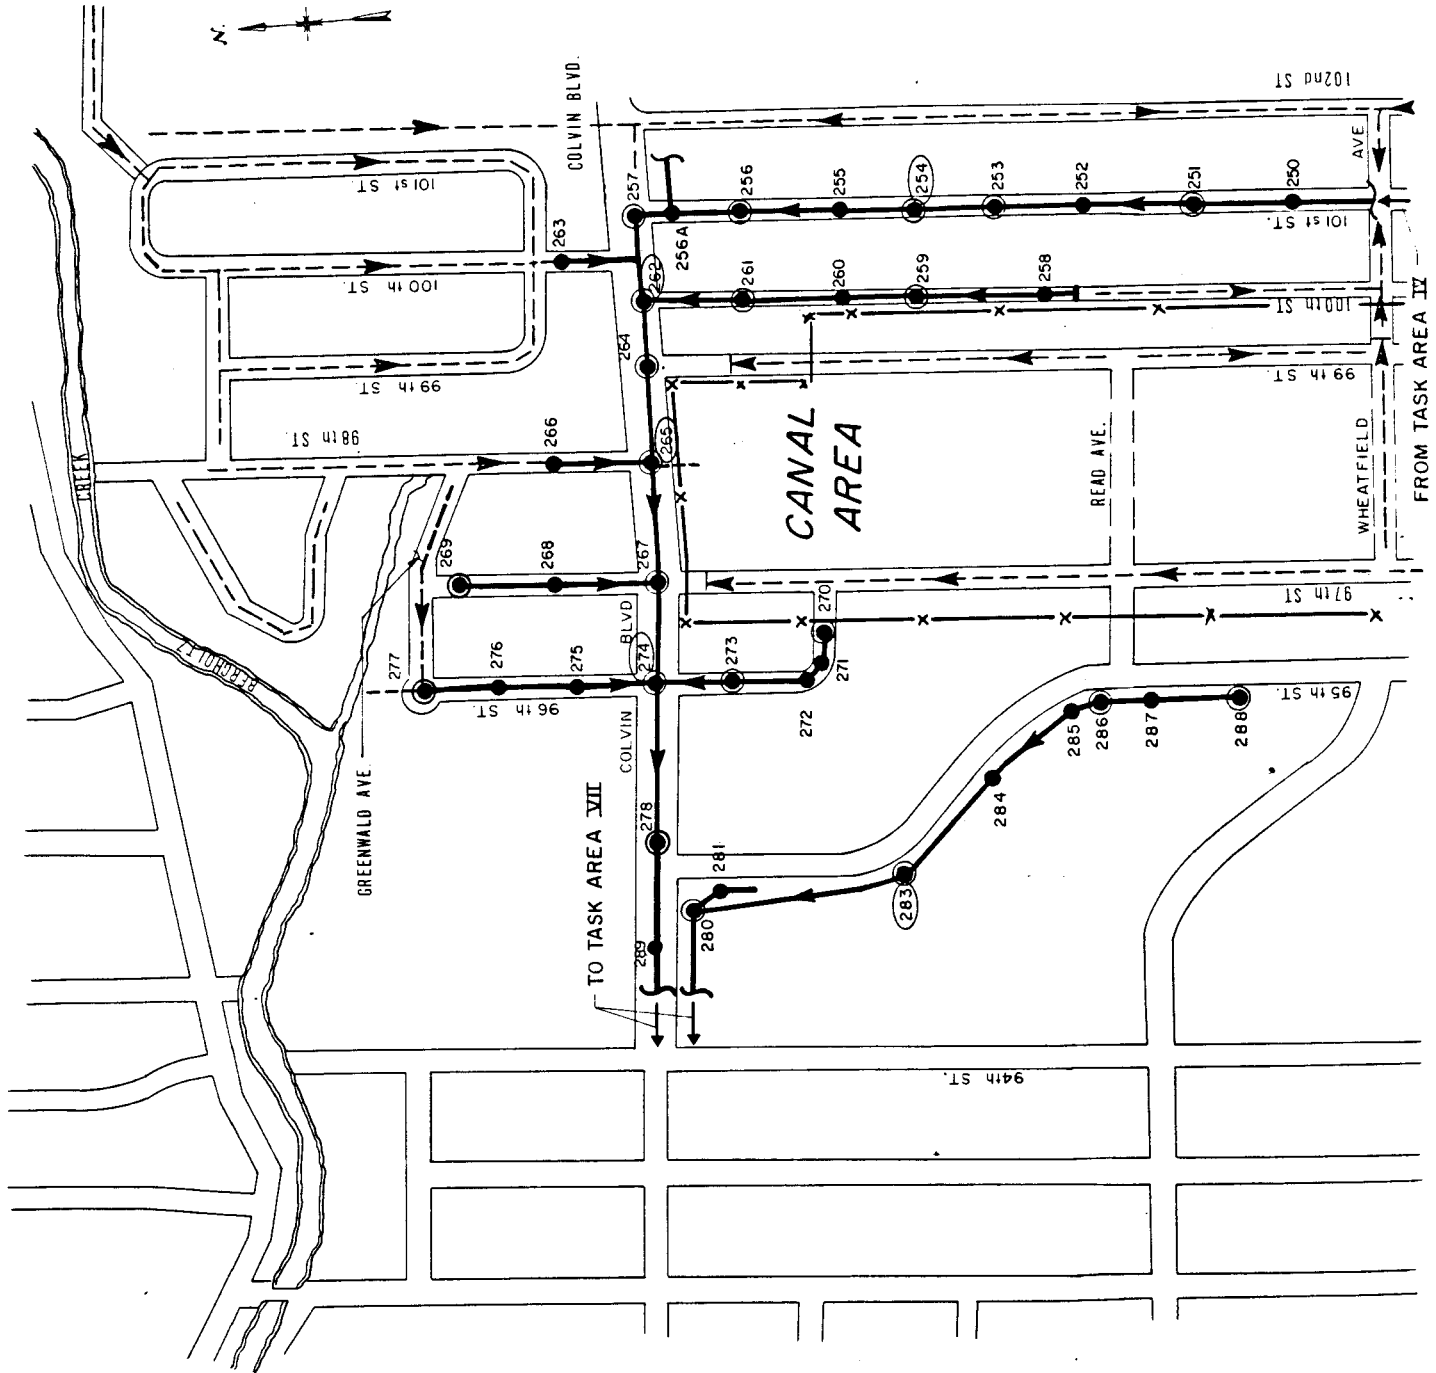 N.
COLVIN BLVD.
102nd ST
101st ST.
100th ST.
99th ST.
98th ST.
CREEK
BERGHOLTZ
GREENWALD AVE.
96th ST.
263
257
256A
256
255
254
253
252
251
250
101st ST.
AVE
262
261
260
259
258
100th ST
264
99th ST.
266
265
CANAL
AREA
READ AVE.
WHEATFIELD
FROM TASK AREA IV
269
268
267
BLVD
270
97th ST
277
276
275
274
273
271
272
COLVIN
285
286
287
288
95th ST.
284
278
281
283
280
289
TO TASK AREA VII
94th ST.